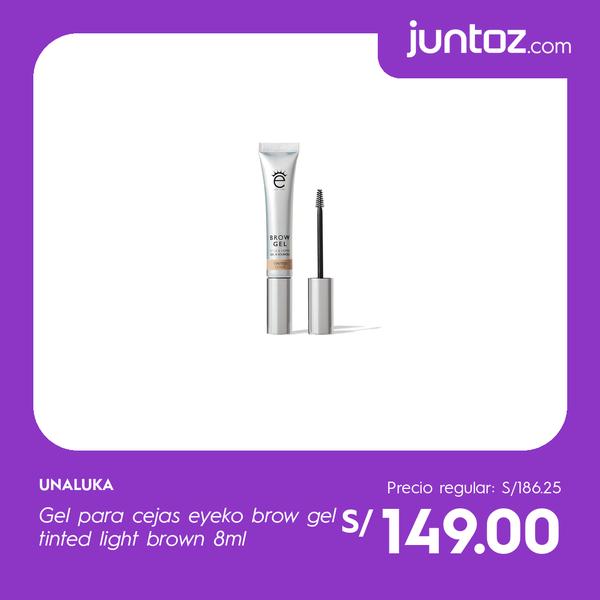 juntoz.com
e
BROW
GEL
UNALUKA
Precio regular: S/186.25
Gel para cejas eyeko brow gel
tinted light brown 8ml
S/ 149.00